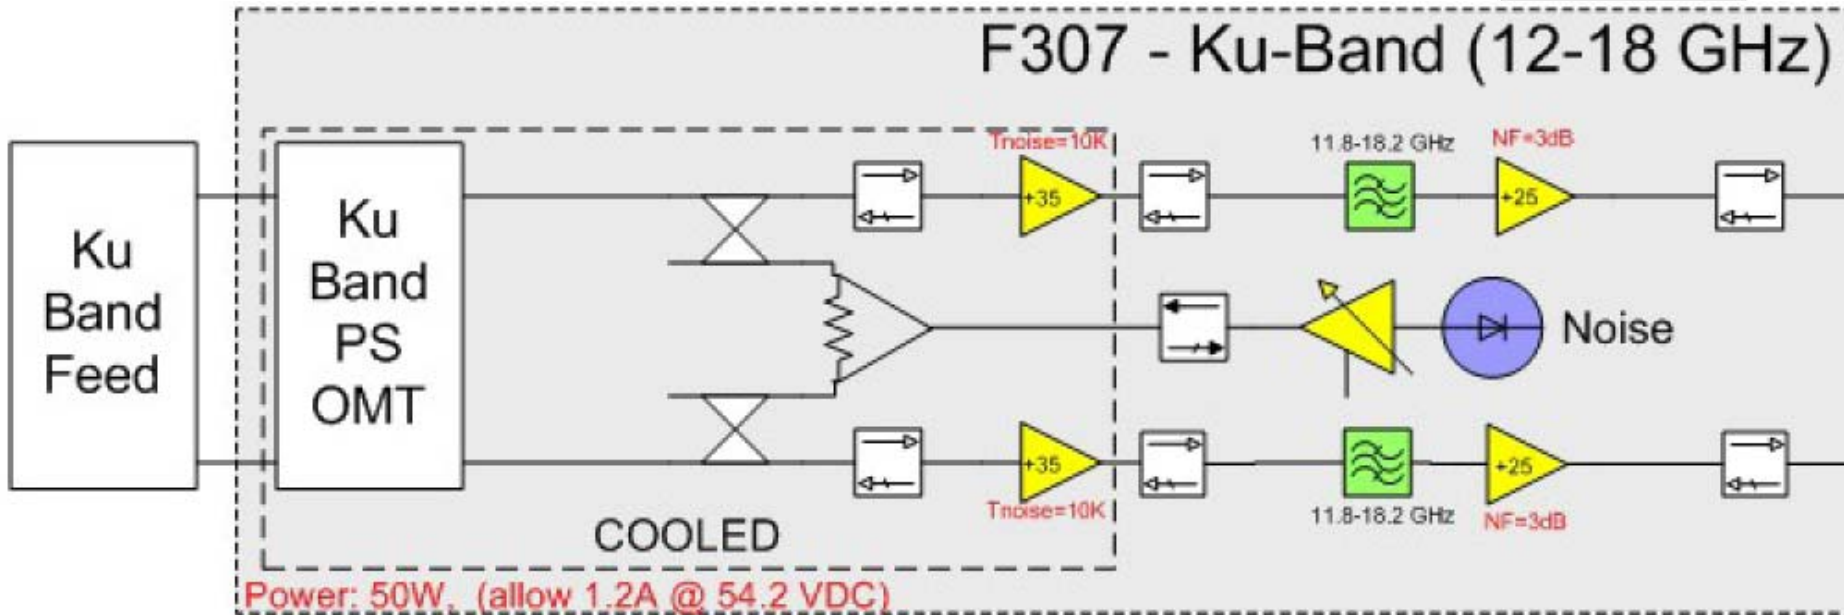 F307 - Ku-Band (12-18 GHz)
Ku
Band
Feed
Ku
Band
PS
OMT
Tnoise=10K
+35
11.8-18.2 GHz
NF=3dB
+25
Noise
+35
Tnoise=10K
11.8-18.2 GHz
+25
NF=3dB
COOLED
Power: 50W, (allow 1.2A @ 54.2 VDC)